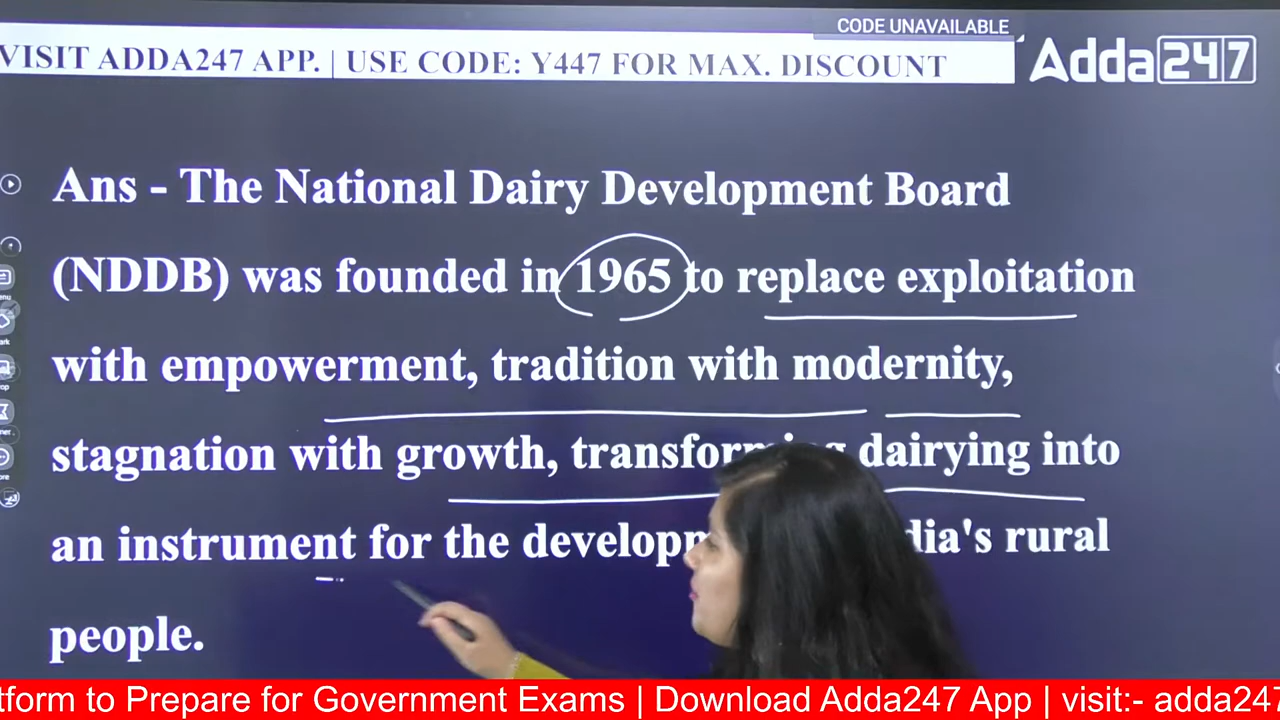 CODE UNAVAILABLE
VISIT ADDA247 APP. | USE CODE: Y447 FOR MAX. DISCOUNT
Adda247
Ans - The National Dairy Development Board
(NDDB) was founded in 1965 to replace exploitation
with empowerment, tradition with modernity,
stagnation with growth, transforming dairying into
an instrument for the dia's rural
people.
tform to Prepare for Government Exams | Download Adda247 App | visit:- adda247